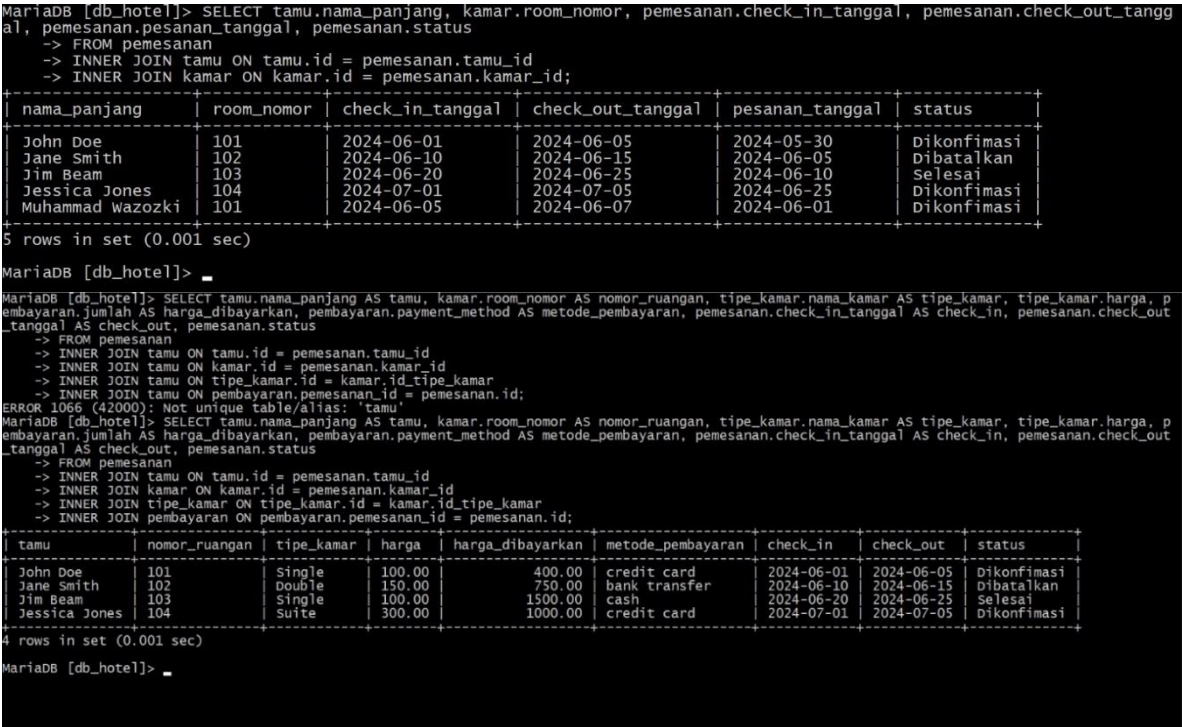 MariaDB [db_hotel]> SELECT tamu.nama_panjang, kamar.room_nomor, pemesanan.check_in_tanggal, pemesanan.check_out_tangg
al, pemesanan.pesanan_tanggal, pemesanan.status
-> FROM pemesanan
-> INNER JOIN tamu ON tamu.id = pemesanan.tamu_id
-> INNER JOIN kamar ON kamar.id = pemesanan.kamar_id;
| nama_panjang | room_nomor | check_in_tanggal | check_out_tanggal | pesanan_tanggal | status |
| John Doe | 101 | 2024-06-01 | 2024-06-05 | 2024-05-30 | Dikonfimasi |
| Jane Smith | 102 | 2024-06-10 | 2024-06-15 | 2024-06-05 | Dibatalkan |
| Jim Beam | 103 | 2024-06-20 | 2024-06-25 | 2024-06-10 | Selesai |
| Jessica Jones | 104 | 2024-07-01 | 2024-07-05 | 2024-06-25 | Dikonfimasi |
| Muhammad Wazozki | 101 | 2024-06-05 | 2024-06-07 | 2024-06-01 | Dikonfimasi |
5 rows in set (0.001 sec)
MariaDB [db_hotel]> _
MariaDB [db_hotel]> SELECT tamu.nama_panjang AS tamu, kamar.room_nomor AS nomor_ruangan, tipe_kamar.nama_kamar AS tipe_kamar, tipe_kamar.harga, p
embayaran.jumlah AS harga_dibayarkan, pembayaran.payment_method AS metode_pembayaran, pemesanan.check_in_tanggal AS check_in, pemesanan.check_out
_tanggal AS check_out, pemesanan.status
-> FROM pemesanan
-> INNER JOIN tamu ON tamu.id = pemesanan.tamu_id
-> INNER JOIN tamu ON kamar.id = pemesanan.kamar_id
-> INNER JOIN tamu ON tipe_kamar.id = kamar.id_tipe_kamar
-> INNER JOIN tamu ON pembayaran.pemesanan_id = pemesanan.id;
ERROR 1066 (42000): Not unique table/alias: 'tamu'
MariaDB [db_hotel]> SELECT tamu.nama_panjang AS tamu, kamar.room_nomor AS nomor_ruangan, tipe_kamar.nama_kamar AS tipe_kamar, tipe_kamar.harga, p
embayaran.jumlah AS harga_dibayarkan, pembayaran.payment_method AS metode_pembayaran, pemesanan.check_in_tanggal AS check_in, pemesanan.check_out
_tanggal AS check_out, pemesanan.status
-> FROM pemesanan
-> INNER JOIN tamu ON tamu.id = pemesanan.tamu_id
-> INNER JOIN kamar ON kamar.id = pemesanan.kamar_id
-> INNER JOIN tipe_kamar ON tipe_kamar.id = kamar.id_tipe_kamar
-> INNER JOIN pembayaran ON pembayaran.pemesanan_id = pemesanan.id;
| tamu | nomor_ruangan | tipe_kamar | harga | harga_dibayarkan | metode_pembayaran | check_in | check_out | status |
| John Doe | 101 | Single | 100.00 | 400.00 | credit card | 2024-06-01 | 2024-06-05 | Dikonfimasi |
| Jane Smith | 102 | Double | 150.00 | 750.00 | bank transfer | 2024-06-10 | 2024-06-15 | Dibatalkan |
| Jim Beam | 103 | Single | 100.00 | 1500.00 | cash | 2024-06-20 | 2024-06-25 | Selesai |
| Jessica Jones | 104 | Suite | 300.00 | 1000.00 | credit card | 2024-07-01 | 2024-07-05 | Dikonfimasi |
4 rows in set (0.001 sec)
MariaDB [db_hotel]> _